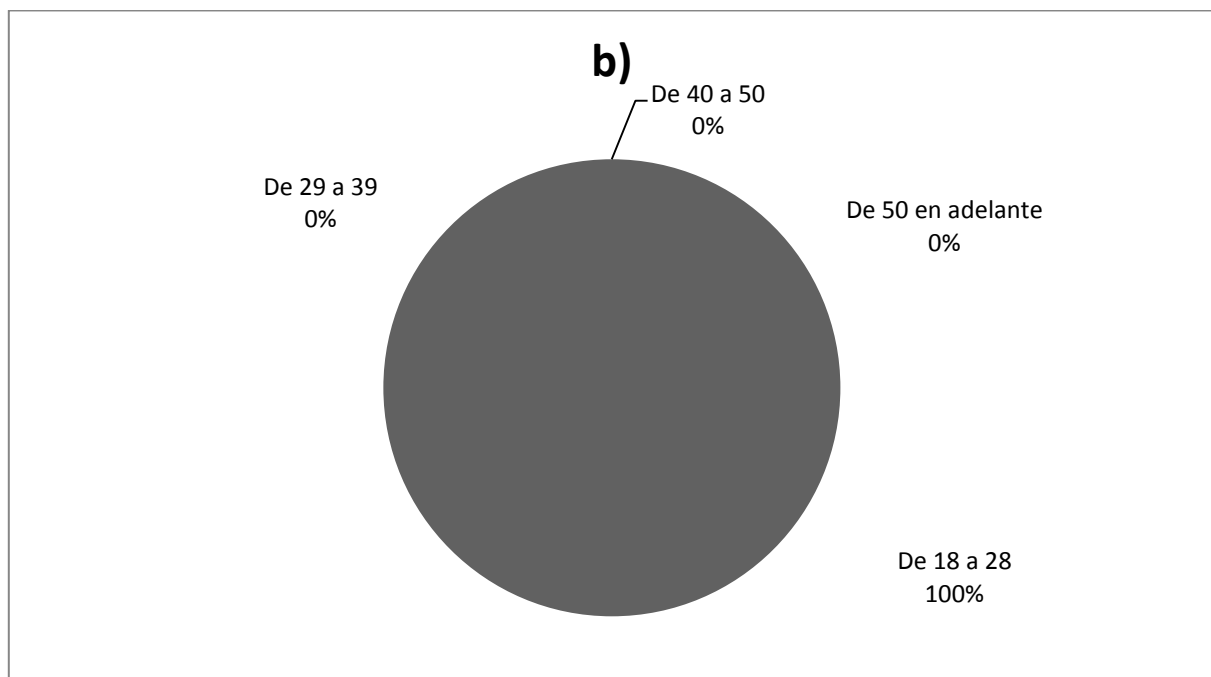 b)
De 40 a 50
0%
De 29 a 39
0%
De 50 en adelante
0%
De 18 a 28
100%